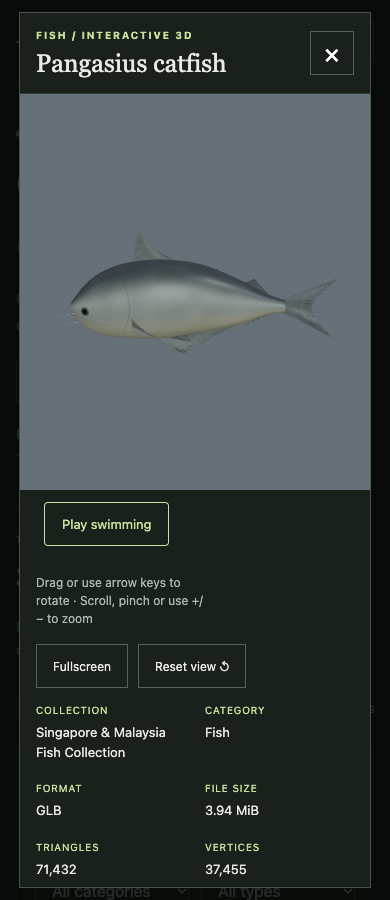 FISH / INTERACTIVE 3D
Pangasius catfish
×
Play swimming
Drag or use arrow keys to
rotate · Scroll, pinch or use +/
− to zoom
Fullscreen
Reset view ↺
COLLECTION
CATEGORY
Singapore & Malaysia
Fish Collection
Fish
FORMAT
FILE SIZE
GLB
3.94 MiB
TRIANGLES
VERTICES
71,432
37,455
All categories
All types